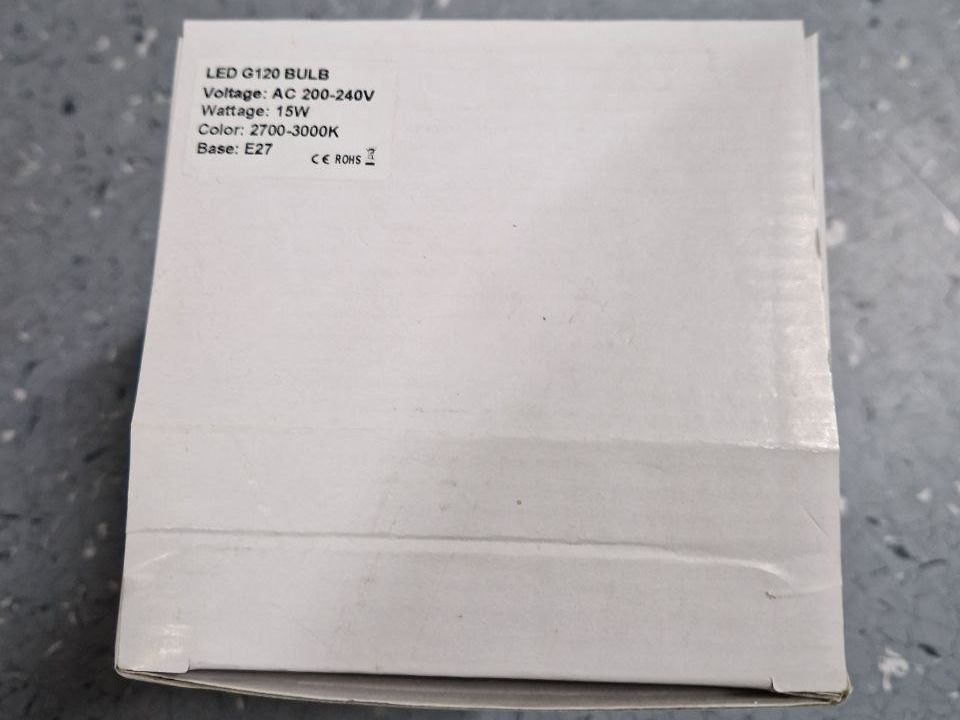 LED G120 BULB
Voltage: AC 200-240V
Wattage: 15W
Color: 2700-3000K
Base: E27
CE ROHS